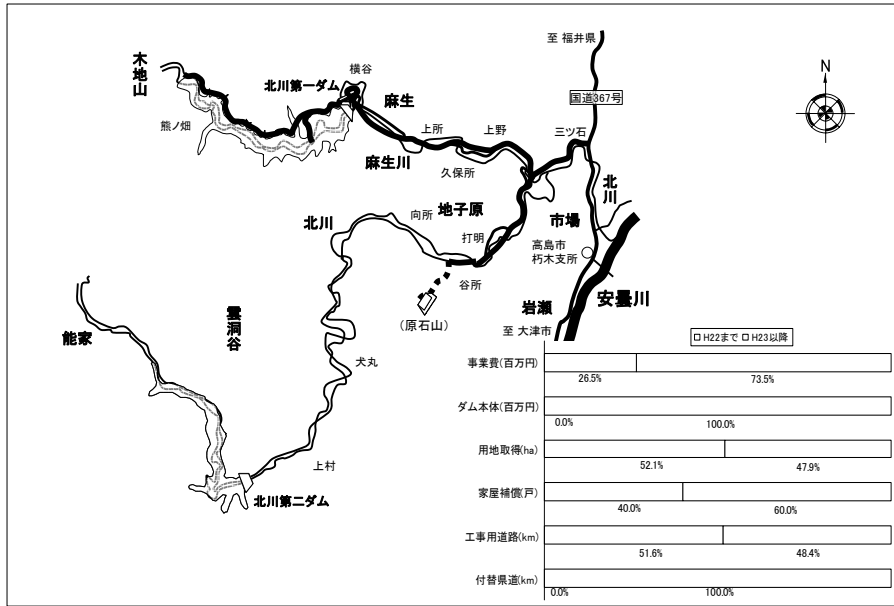 至 福井県
木地山
横谷
北川第一ダム
麻生
国道367号
N
熊ノ畑
上所
上野
三ツ石
麻生川
久保所
北川
地子原
市場
北川
向所
打明
高島市
朽木支所
谷所
岩瀬
安曇川
(原石山)
至 大津市
能家
雲洞谷
犬丸
上村
北川第二ダム
H22まで H23以降
事業費(百万円)
26.5% 73.5%
ダム本体(百万円)
0.0% 100.0%
用地取得(ha)
52.1% 47.9%
家屋補償(戸)
40.0% 60.0%
工事用道路(km)
51.6% 48.4%
付替県道(km)
0.0% 100.0%